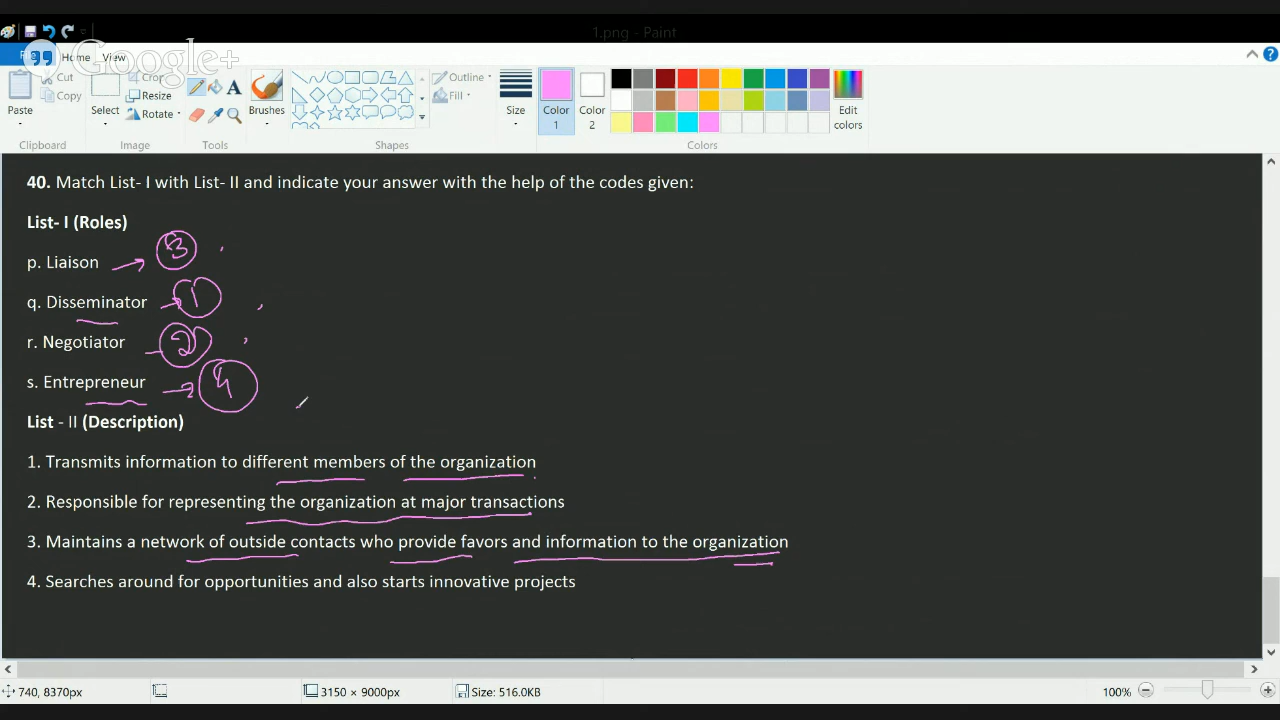 1.png - Paint
File Home View
Google+
Cut
Copy
Paste
Clipboard
Select
Crop
Resize
Rotate
Image
A
Tools
Brushes
Shapes
Outline
Fill
Size
Color
1
Color
2
Edit
colors
Colors
40. Match List- I with List- II and indicate your answer with the help of the codes given:
List- I (Roles)
p. Liaison 3
q. Disseminator 1
r. Negotiator 2
s. Entrepreneur 4
List - II (Description)
1. Transmits information to different members of the organization
2. Responsible for representing the organization at major transactions
3. Maintains a network of outside contacts who provide favors and information to the organization
4. Searches around for opportunities and also starts innovative projects
740, 8370px
3150 × 9000px
Size: 516.0KB
100%